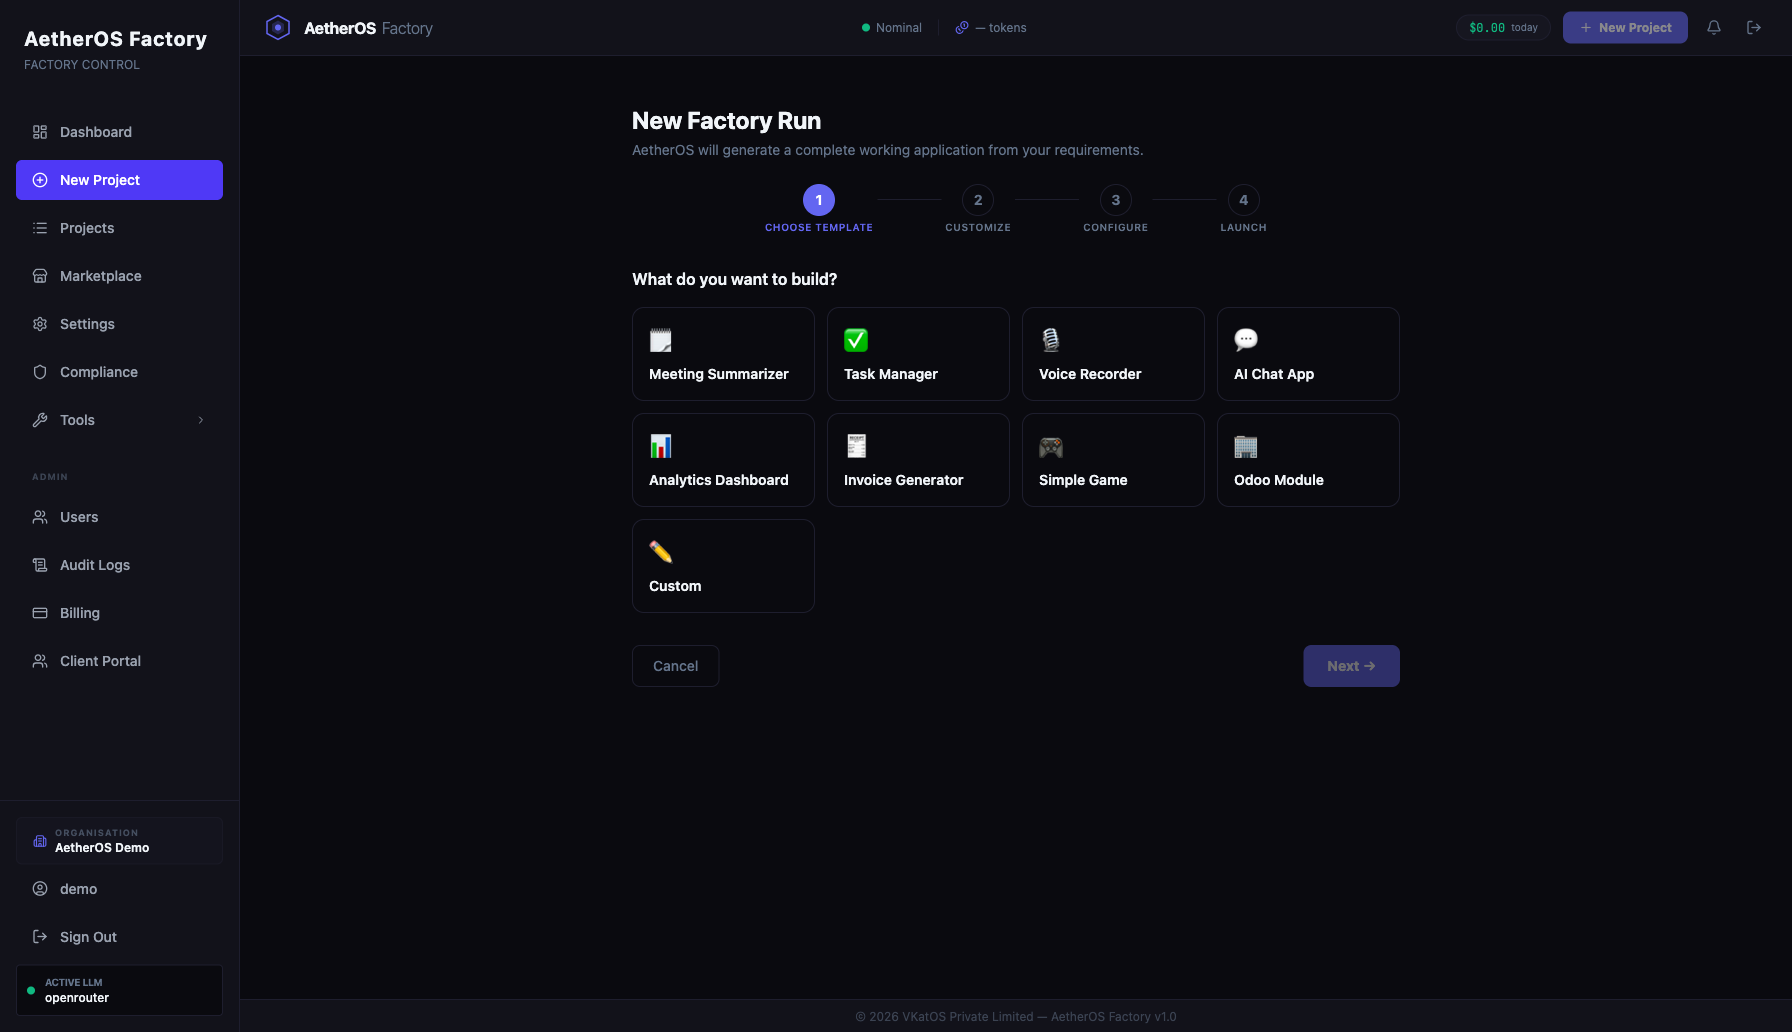 AetherOS Factory
FACTORY CONTROL
Dashboard
New Project
Projects
Marketplace
Settings
Compliance
Tools
ADMIN
Users
Audit Logs
Billing
Client Portal
ORGANISATION
AetherOS Demo
demo
Sign Out
ACTIVE LLM
openrouter
AetherOS Factory
Nominal
— tokens
$0.00 today
+ New Project
New Factory Run
AetherOS will generate a complete working application from your requirements.
1 2 3 4
CHOOSE TEMPLATE CUSTOMIZE CONFIGURE LAUNCH
What do you want to build?
Meeting Summarizer
Task Manager
Voice Recorder
AI Chat App
Analytics Dashboard
Invoice Generator
Simple Game
Odoo Module
Custom
Cancel
Next →
© 2026 VKatOS Private Limited — AetherOS Factory v1.0